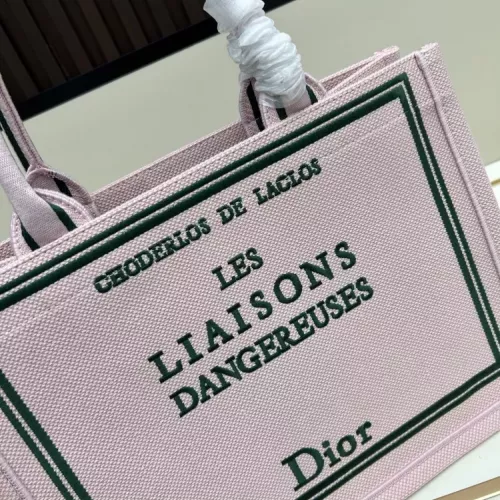 CHODERLOS DE LACLOS
LES
LIAISONS
DANGEREUSES
Dior